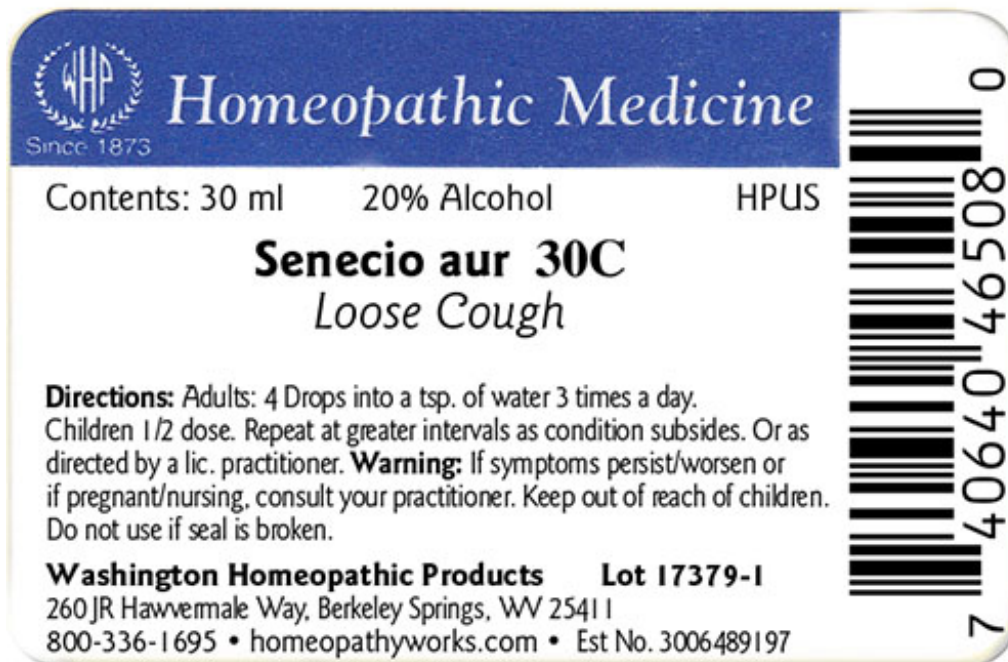 WHP
Since 1873
Homeopathic Medicine
Contents: 30 ml 20% Alcohol HPUS
Senecio aur 30C
Loose Cough
Directions: Adults: 4 Drops into a tsp. of water 3 times a day.
Children 1/2 dose. Repeat at greater intervals as condition subsides. Or as
directed by a lic. practitioner. Warning: If symptoms persist/worsen or
if pregnant/nursing, consult your practitioner. Keep out of reach of children.
Do not use if seal is broken.
Washington Homeopathic Products Lot 17379-1
260 JR Hawvermale Way, Berkeley Springs, WV 25411
800-336-1695 • homeopathyworks.com • Est No. 3006489197
7 40640 46508 0